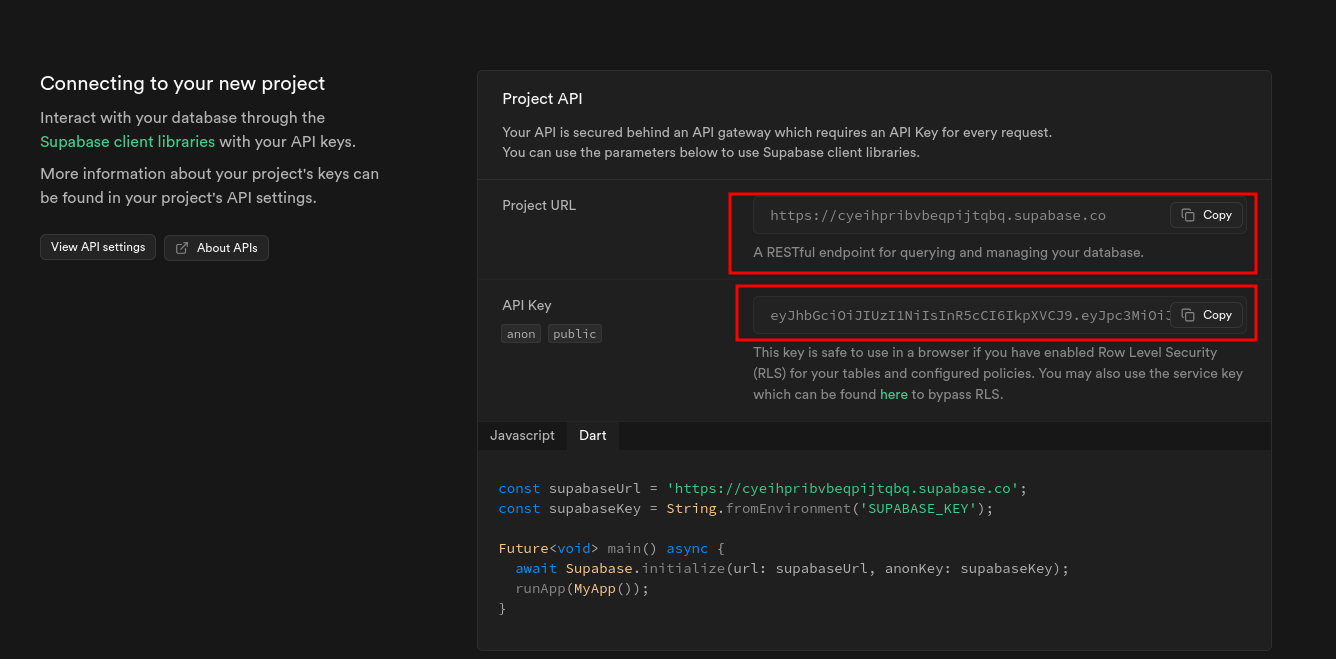 Connecting to your new project
Interact with your database through the
Supabase client libraries with your API keys.
More information about your project's keys can
be found in your project's API settings.
View API settings
About APIs
Project API
Your API is secured behind an API gateway which requires an API Key for every request.
You can use the parameters below to use Supabase client libraries.
Project URL
https://cyeihpribvbeqpijtqbq.supabase.co
Copy
A RESTful endpoint for querying and managing your database.
API Key
anon
public
eyJhbGciOiJIUzI1NiIsInR5cCI6IkpXVCJ9.eyJpc3MiOiJ
Copy
This key is safe to use in a browser if you have enabled Row Level Security
(RLS) for your tables and configured policies. You may also use the service key
which can be found here to bypass RLS.
Javascript
Dart
const supabaseUrl = 'https://cyeihpribvbeqpijtqbq.supabase.co';
const supabaseKey = String.fromEnvironment('SUPABASE_KEY');
Future<void> main() async {
await Supabase.initialize(url: supabaseUrl, anonKey: supabaseKey);
runApp(MyApp());
}